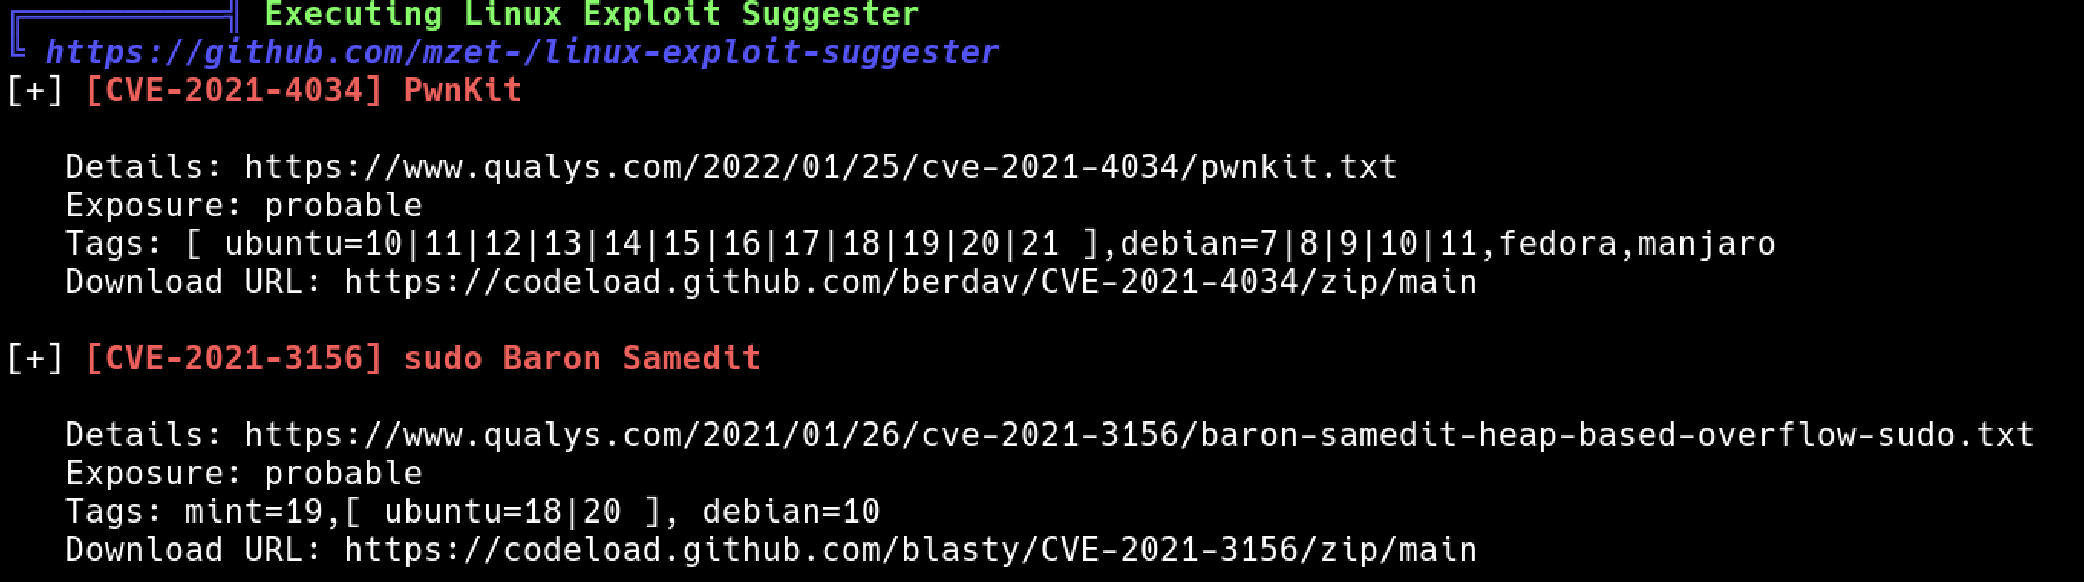 Executing Linux Exploit Suggester
https://github.com/mzet-/linux-exploit-suggester
[+] [CVE-2021-4034] PwnKit
Details: https://www.qualys.com/2022/01/25/cve-2021-4034/pwnkit.txt
Exposure: probable
Tags: [ ubuntu=10|11|12|13|14|15|16|17|18|19|20|21 ],debian=7|8|9|10|11,fedora,manjaro
Download URL: https://codeload.github.com/berdav/CVE-2021-4034/zip/main
[+] [CVE-2021-3156] sudo Baron Samedit
Details: https://www.qualys.com/2021/01/26/cve-2021-3156/baron-samedit-heap-based-overflow-sudo.txt
Exposure: probable
Tags: mint=19,[ ubuntu=18|20 ], debian=10
Download URL: https://codeload.github.com/blasty/CVE-2021-3156/zip/main